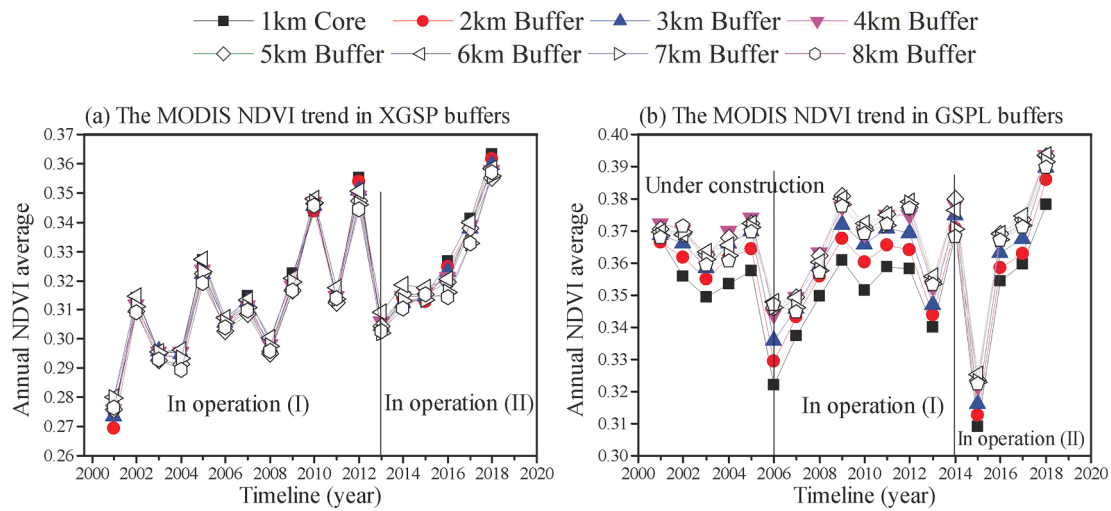 1km Core 2km Buffer 3km Buffer 4km Buffer
5km Buffer 6km Buffer 7km Buffer 8km Buffer
(a) The MODIS NDVI trend in XGSP buffers
Annual NDVI average
0.37
0.36
0.35
0.34
0.33
0.32
0.31
0.30
0.29
0.28
0.27
0.26
In operation (I)
In operation (II)
2000 2002 2004 2006 2008 2010 2012 2014 2016 2018 2020
Timeline (year)
(b) The MODIS NDVI trend in GSPL buffers
Annual NDVI average
0.40
0.39
0.38
0.37
0.36
0.35
0.34
0.33
0.32
0.31
0.30
Under construction
In operation (I)
In operation (II)
2000 2002 2004 2006 2008 2010 2012 2014 2016 2018 2020
Timeline (year)